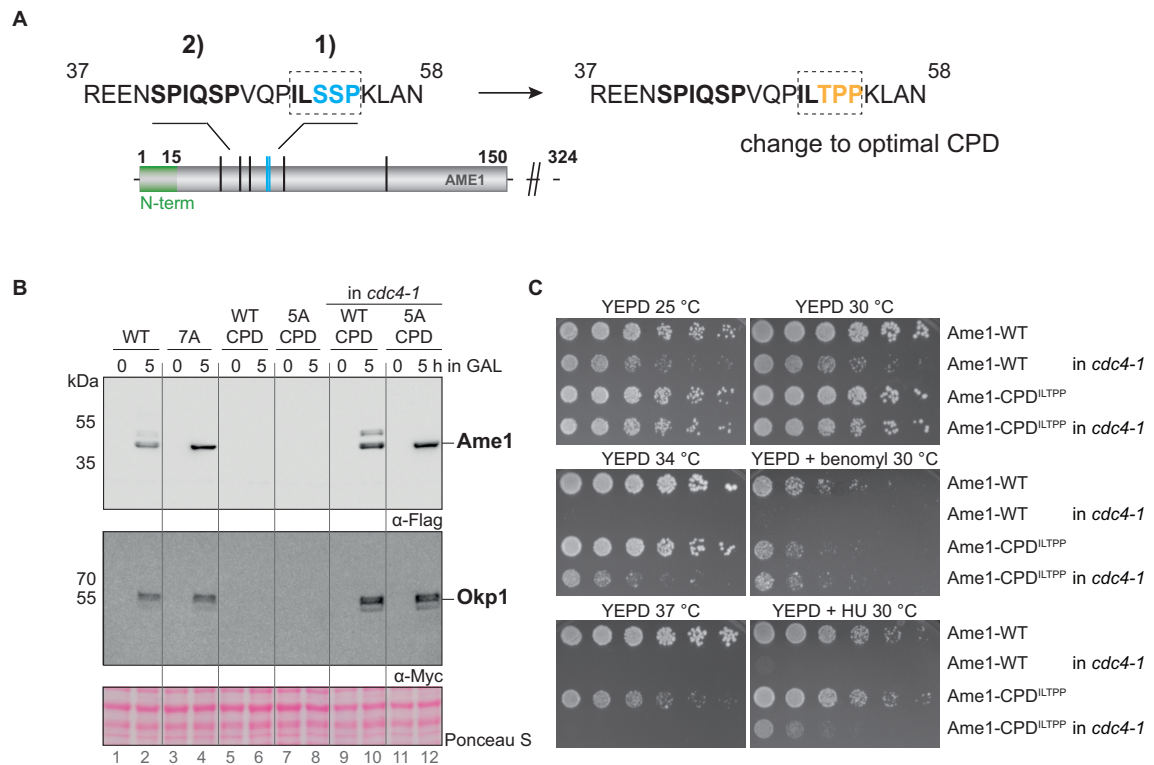 A
2) 1)
37 58 37 58
REENSPIQSPVQPILSSPKLAN REENSPIQSPVQPILTPPKLAN
change to optimal CPD
1 15 150 324
AME1
N-term
B
in cdc4-1
WT 7A WT CPD 5A CPD WT CPD 5A CPD
0 5 0 5 0 5 0 5 0 5 0 5 h in GAL
kDa
55
35
Ame1
α-Flag
70
55
Okp1
α-Myc
Ponceau S
1 2 3 4 5 6 7 8 9 10 11 12
C
YEPD 25 °C YEPD 30 °C
Ame1-WT
Ame1-WT in cdc4-1
Ame1-CPDILTPP
Ame1-CPDILTPP in cdc4-1
YEPD 34 °C YEPD + benomyl 30 °C
Ame1-WT
Ame1-WT in cdc4-1
Ame1-CPDILTPP
Ame1-CPDILTPP in cdc4-1
YEPD 37 °C YEPD + HU 30 °C
Ame1-WT
Ame1-WT in cdc4-1
Ame1-CPDILTPP
Ame1-CPDILTPP in cdc4-1